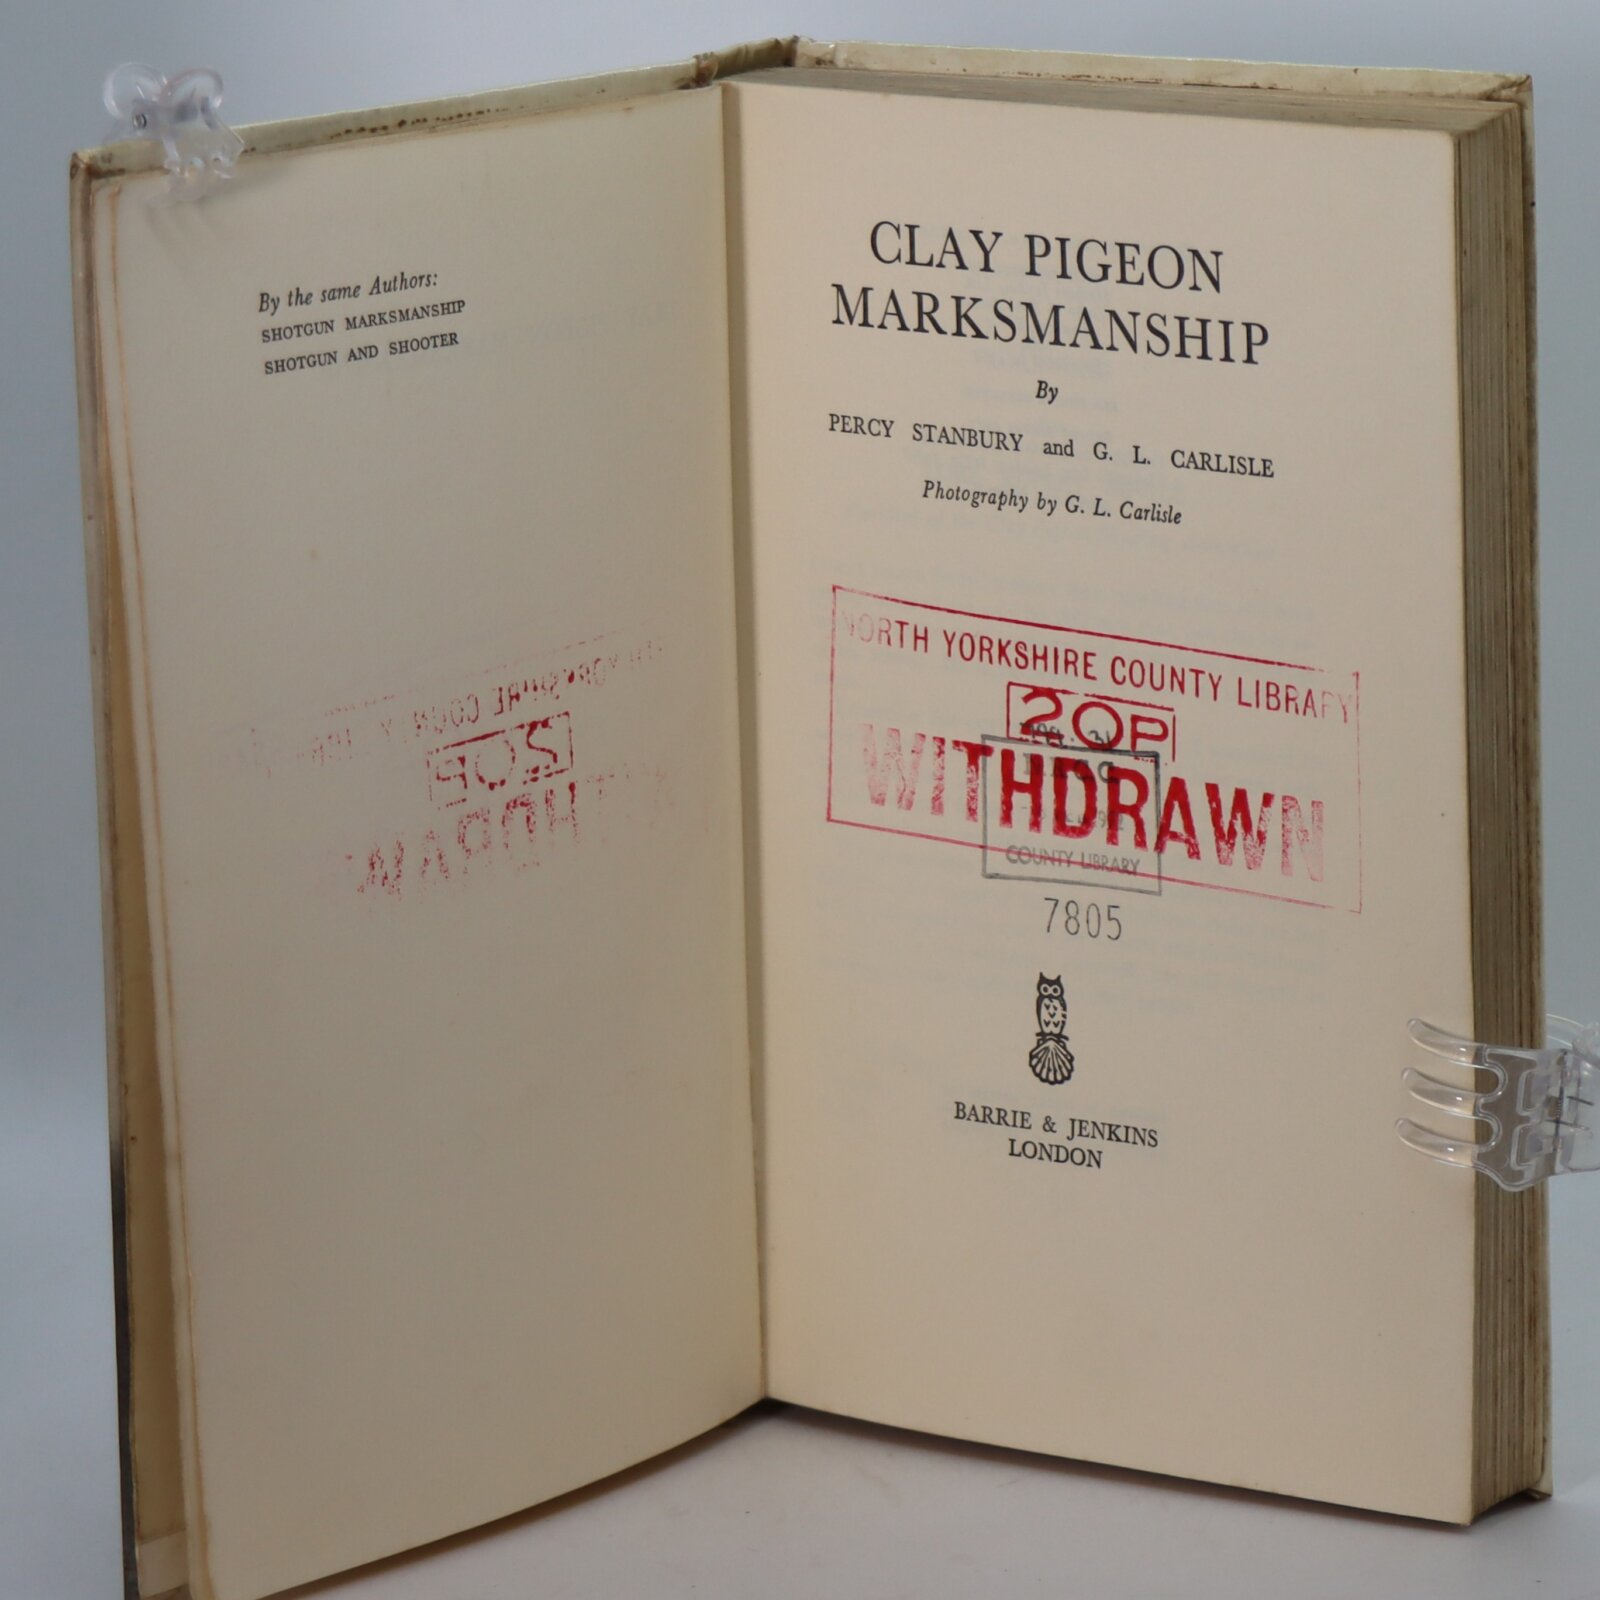 By the same Authors:
SHOTGUN MARKSMANSHIP
SHOTGUN AND SHOOTER
CLAY PIGEON
MARKSMANSHIP
By
PERCY STANBURY and G. L. CARLISLE
Photography by G. L. Carlisle
NORTH YORKSHIRE COUNTY LIBRARY
20P
WITHDRAWN
COUNTY LIBRARY
7805
BARRIE & JENKINS
LONDON